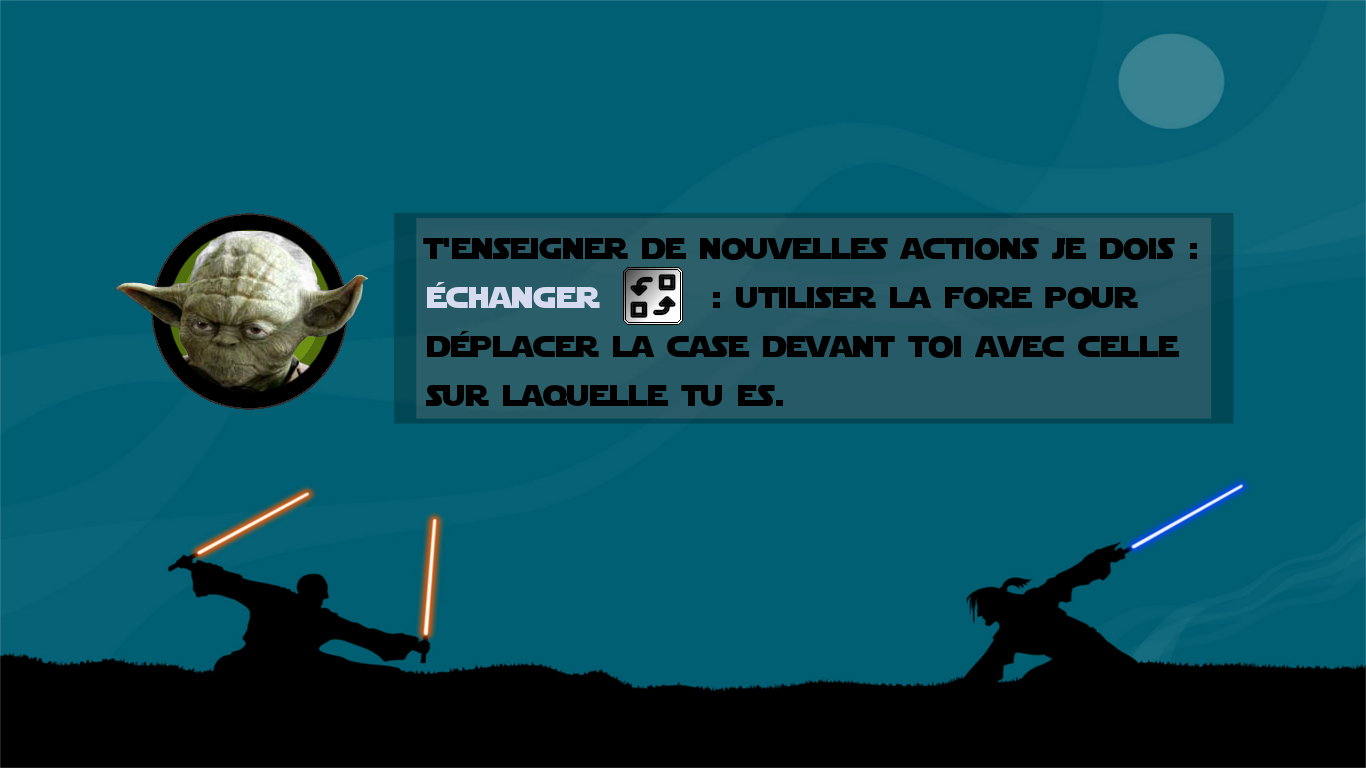 T'ENSEIGNER DE NOUVELLES ACTIONS JE DOIS :
ÉCHANGER : UTILISER LA FORE POUR
DÉPLACER LA CASE DEVANT TOI AVEC CELLE
SUR LAQUELLE TU ES.